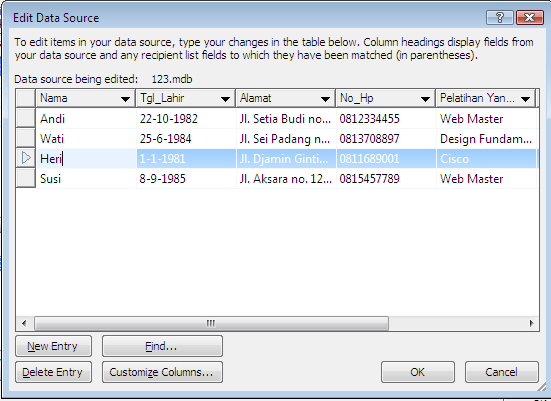 Edit Data Source
To edit items in your data source, type your changes in the table below. Column headings display fields from
your data source and any recipient list fields to which they have been matched (in parentheses).
Data source being edited: 123.mdb
Nama Tgl_Lahir Alamat No_Hp Pelatihan Yan...
Andi 22-10-1982 Jl. Setia Budi no... 0812334455 Web Master
Wati 25-6-1984 Jl. Sei Padang n... 0813708897 Design Fundam...
Heri 1-1-1981 Jl. Djamin Ginti... 0811689001 Cisco
Susi 8-9-1985 Jl. Aksara no. 12... 0815457789 Web Master
New Entry Find...
Delete Entry Customize Columns... OK Cancel